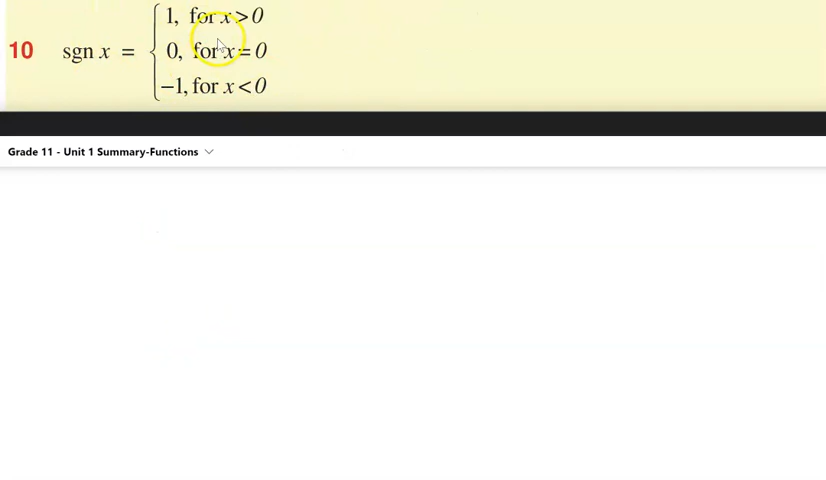 1, for x > 0
10 sgn x = { 0, for x = 0
−1, for x < 0
Grade 11 - Unit 1 Summary-Functions